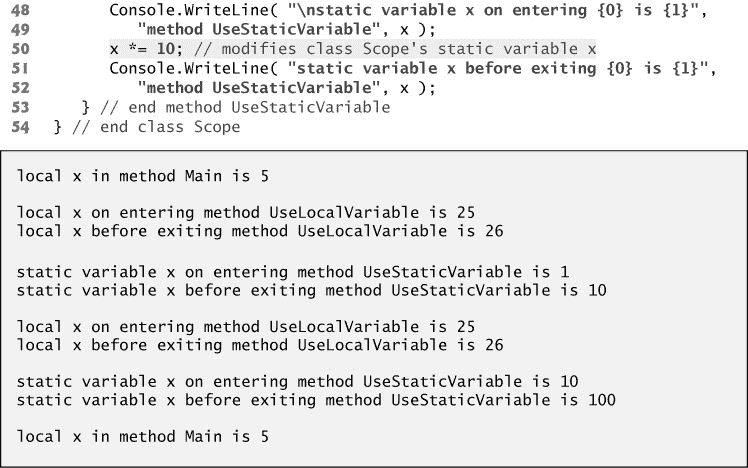 48 Console.WriteLine( "\nstatic variable x on entering {0} is {1}",
49 "method UseStaticVariable", x );
50 x *= 10; // modifies class Scope's static variable x
51 Console.WriteLine( "static variable x before exiting {0} is {1}",
52 "method UseStaticVariable", x );
53 } // end method UseStaticVariable
54 } // end class Scope
local x in method Main is 5
local x on entering method UseLocalVariable is 25
local x before exiting method UseLocalVariable is 26
static variable x on entering method UseStaticVariable is 1
static variable x before exiting method UseStaticVariable is 10
local x on entering method UseLocalVariable is 25
local x before exiting method UseLocalVariable is 26
static variable x on entering method UseStaticVariable is 10
static variable x before exiting method UseStaticVariable is 100
local x in method Main is 5